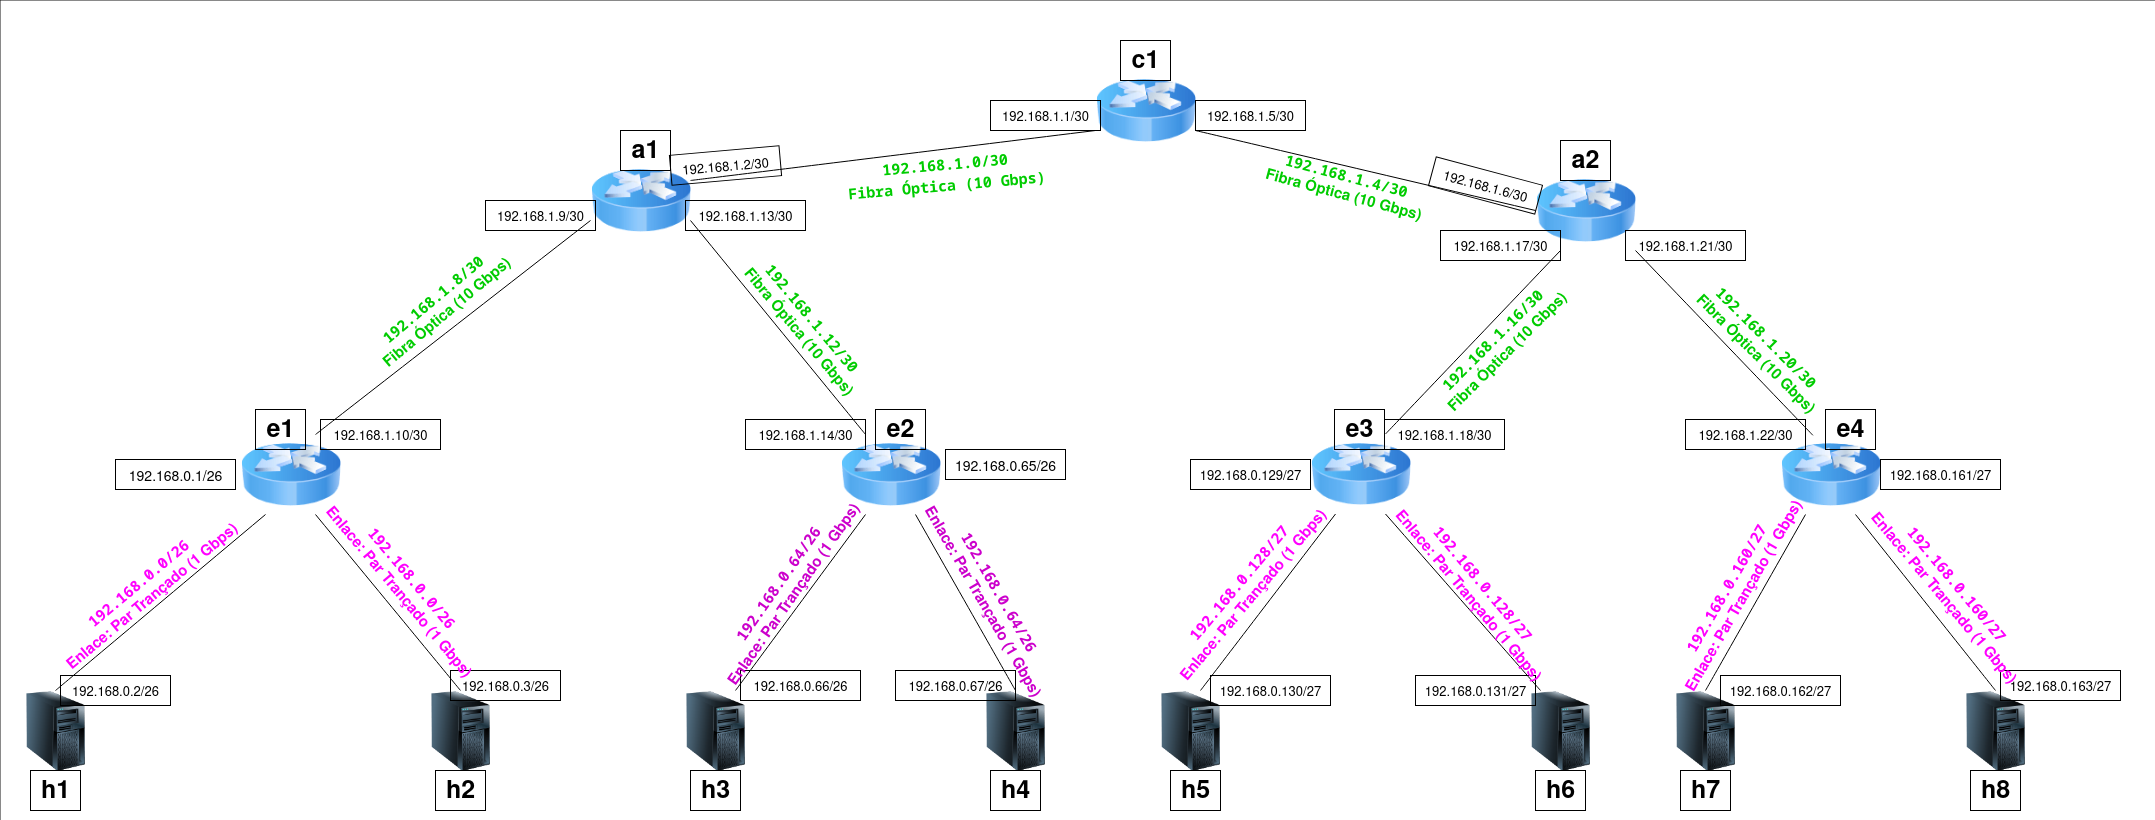 c1
192.168.1.1/30
192.168.1.5/30
a1
192.168.1.2/30
192.168.1.0/30
Fibra Óptica (10 Gbps)
192.168.1.4/30
Fibra Óptica (10 Gbps)
192.168.1.6/30
a2
192.168.1.9/30
192.168.1.13/30
192.168.1.17/30
192.168.1.21/30
192.168.1.8/30
Fibra Óptica (10 Gbps)
192.168.1.12/30
Fibra Óptica (10 Gbps)
192.168.1.16/30
Fibra Óptica (10 Gbps)
192.168.1.20/30
Fibra Óptica (10 Gbps)
e1
192.168.1.10/30
192.168.0.1/26
192.168.1.14/30
e2
192.168.0.65/26
e3
192.168.1.18/30
192.168.0.129/27
192.168.1.22/30
e4
192.168.0.161/27
192.168.0.0/26
Enlace: Par Trançado (1 Gbps)
192.168.0.0/26
Enlace: Par Trançado (1 Gbps)
192.168.0.64/26
Enlace: Par Trançado (1 Gbps)
192.168.0.64/26
Enlace: Par Trançado (1 Gbps)
192.168.0.128/27
Enlace: Par Trançado (1 Gbps)
192.168.0.128/27
Enlace: Par Trançado (1 Gbps)
192.168.0.160/27
Enlace: Par Trançado (1 Gbps)
192.168.0.160/27
Enlace: Par Trançado (1 Gbps)
192.168.0.2/26
192.168.0.3/26
192.168.0.66/26
192.168.0.67/26
192.168.0.130/27
192.168.0.131/27
192.168.0.162/27
192.168.0.163/27
h1
h2
h3
h4
h5
h6
h7
h8